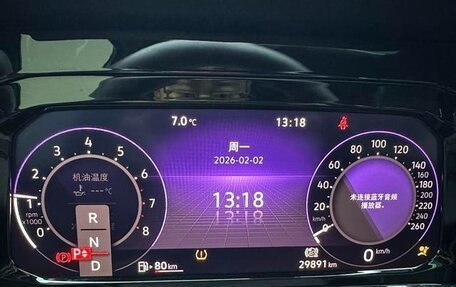 7.0℃ 13:18
周一
2026-02-02
13:18
机油温度
---℃
0 1 2 3 4 5 6 7 8
rpm
x1000
R
N
P
D
(P)
80 km
29891 km
0 20 40 60 80 100 120 140 160 180 220 260
未连接蓝牙音频
播放器。
0 km/h